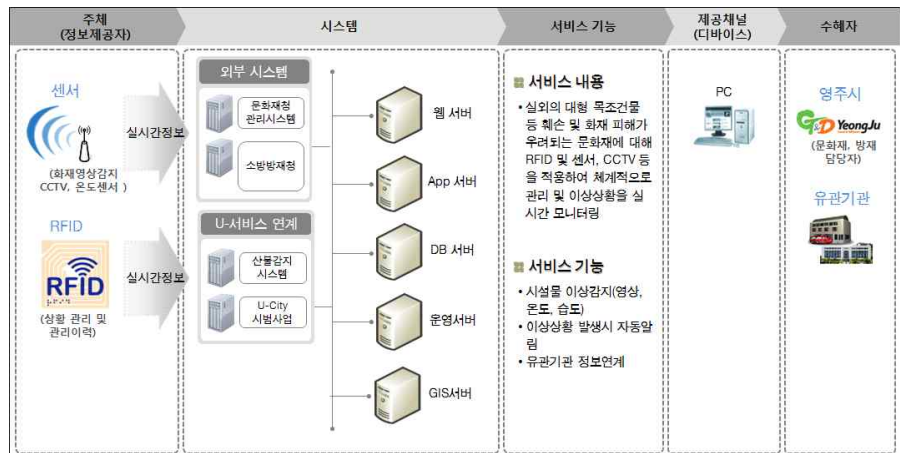 주체
(정보제공자)
시스템
서비스 기능
제공채널
(디바이스)
수혜자
센서
(화재영상감지
CCTV, 온도센서 )
실시간정보
RFID
RFID
(상황 관리 및
관리이력)
실시간정보
외부 시스템
문화재청
관리시스템
소방방재청
U-서비스 연계
산불감지
시스템
U-City
시범사업
웹 서버
App 서버
DB 서버
운영서버
GIS서버
서비스 내용
• 실외의 대형 목조건물
등 훼손 및 화재 피해가
우려되는 문화재에 대해
RFID 및 센서, CCTV 등
을 적용하여 체계적으로
관리 및 이상상황을 실
시간 모니터링
서비스 기능
• 시설물 이상감지(영상,
온도, 습도)
• 이상상황 발생시 자동알
림
• 유관기관 정보연계
PC
영주시
G&D YeongJu
(문화재, 방재
담당자)
유관기관